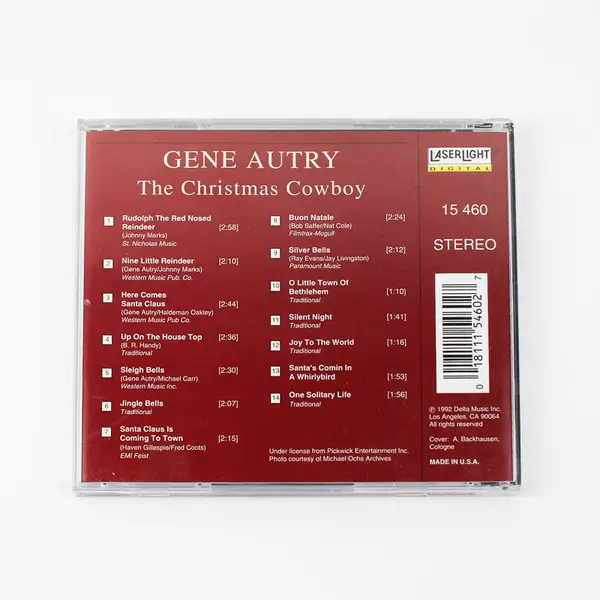 GENE AUTRY
The Christmas Cowboy
1 Rudolph The Red Nosed
Reindeer [2:58]
(Johnny Marks)
St. Nicholas Music
2 Nine Little Reindeer [2:10]
(Gene Autry/Johnny Marks)
Western Music Pub. Co.
3 Here Comes
Santa Claus [2:44]
(Gene Autry/Haldeman Oakley)
Western Music Pub Co.
4 Up On The House Top [2:36]
(B. R. Handy)
Traditional
5 Sleigh Bells [2:30]
(Gene Autry/Michael Carr)
Western Music Inc.
6 Jingle Bells [2:07]
Traditional
7 Santa Claus Is
Coming To Town [2:15]
(Haven Gillespie/Fred Coots)
EMI Feist
8 Buon Natale [2:24]
(Bob Saffer/Nat Cole)
Filmtrax-Mogull
9 Silver Bells [2:12]
(Ray Evans/Jay Livingston)
Paramount Music
10 O Little Town Of
Bethlehem [1:10]
Traditional
11 Silent Night [1:41]
Traditional
12 Joy To The World [1:16]
Traditional
13 Santa's Comin In
A Whirlybird [1:53]
14 One Solitary Life [1:56]
Traditional
Under license from Pickwick Entertainment Inc.
Photo courtesy of Michael Ochs Archives
LASERLIGHT
DIGITAL
15 460
STEREO
0 18111 54602 7
℗ 1992 Delta Music Inc.
Los Angeles, CA 90064
All rights reserved
Cover: A. Backhausen,
Cologne
MADE IN U.S.A.